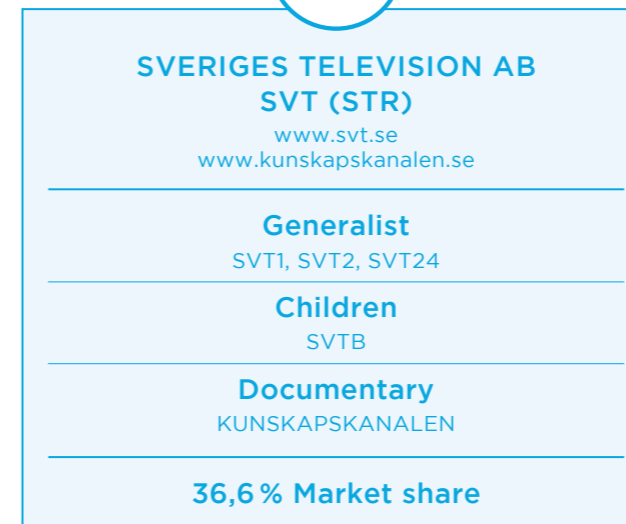 SVERIGES TELEVISION AB
SVT (STR)
www.svt.se
www.kunskapskanalen.se
Generalist
SVT1, SVT2, SVT24
Children
SVTB
Documentary
KUNSKAPSKANALEN
36,6 % Market share